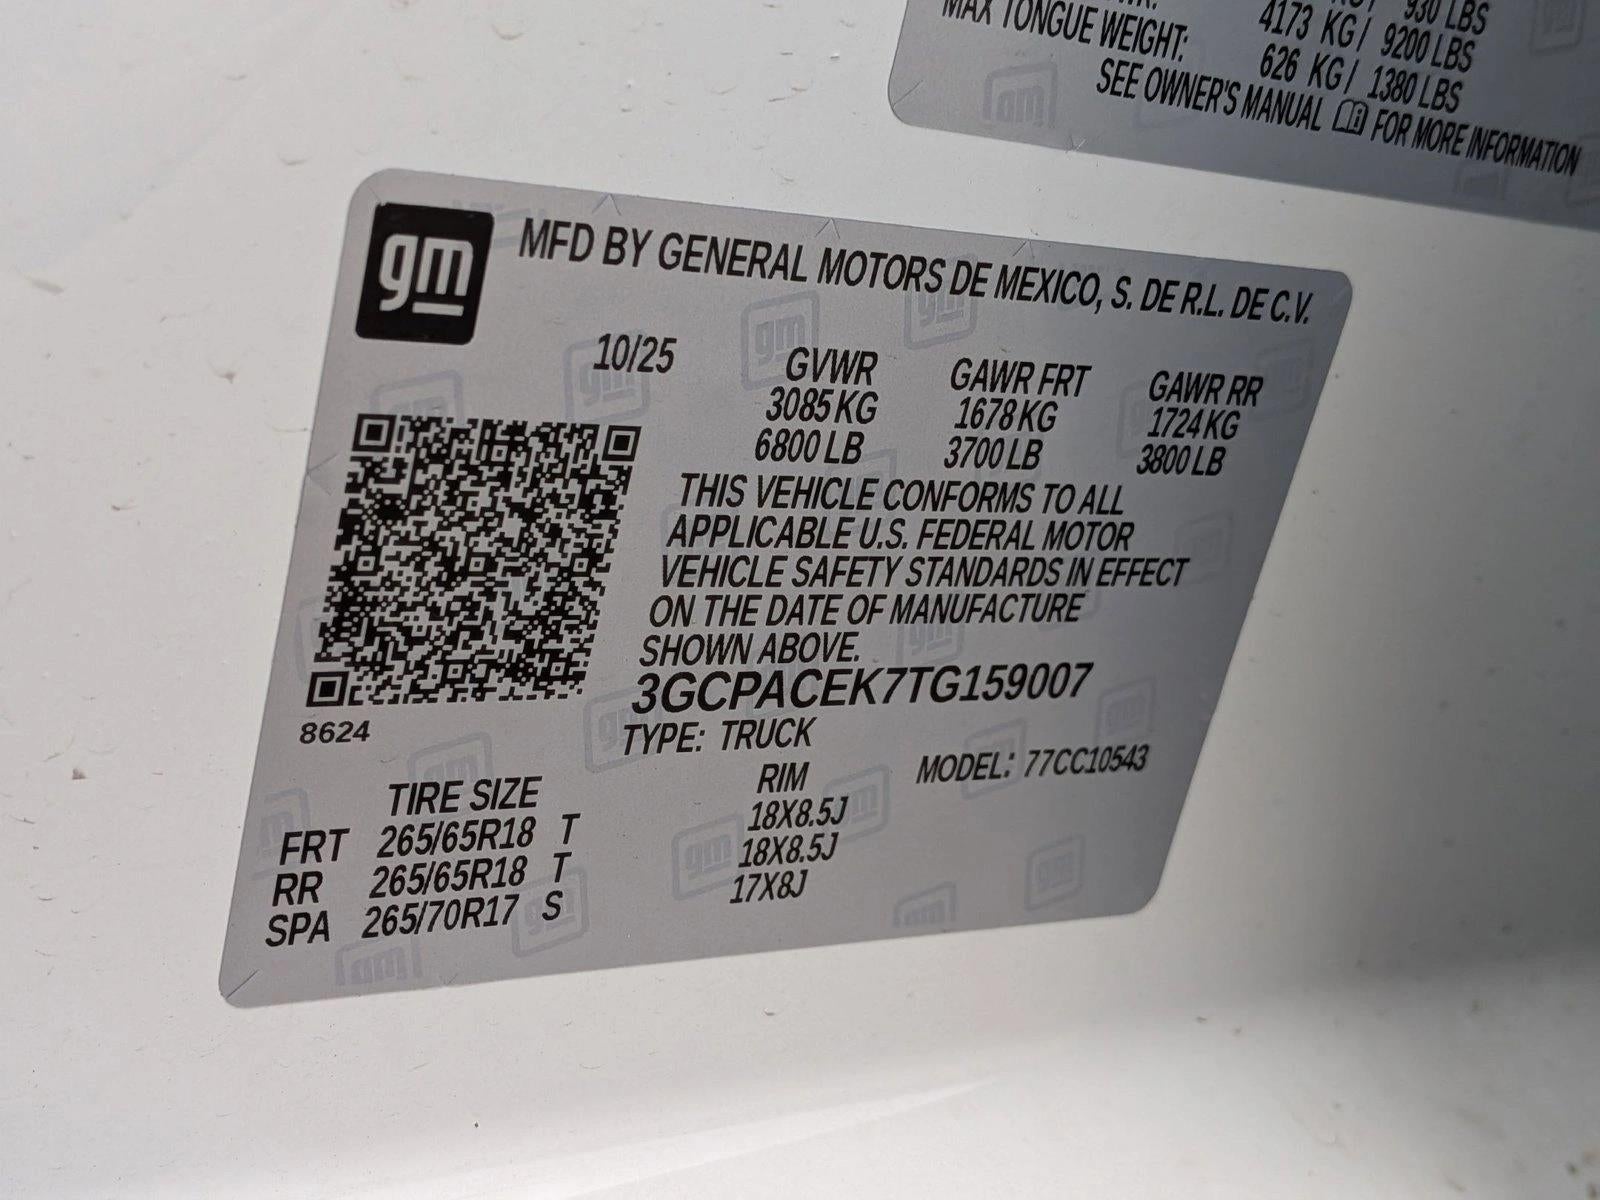 930 LBS
4173 KG / 9200 LBS
MAX TONGUE WEIGHT: 626 KG / 1380 LBS
SEE OWNER'S MANUAL FOR MORE INFORMATION
gm MFD BY GENERAL MOTORS DE MEXICO, S. DE R.L. DE C.V.
10/25 GVWR GAWR FRT GAWR RR
3085 KG 1678 KG 1724 KG
6800 LB 3700 LB 3800 LB
THIS VEHICLE CONFORMS TO ALL
APPLICABLE U.S. FEDERAL MOTOR
VEHICLE SAFETY STANDARDS IN EFFECT
ON THE DATE OF MANUFACTURE
SHOWN ABOVE.
3GCPACEK7TG159007
8624
TYPE: TRUCK MODEL: 77CC10543
TIRE SIZE RIM
FRT 265/65R18 T 18X8.5J
RR 265/65R18 T 18X8.5J
SPA 265/70R17 S 17X8J